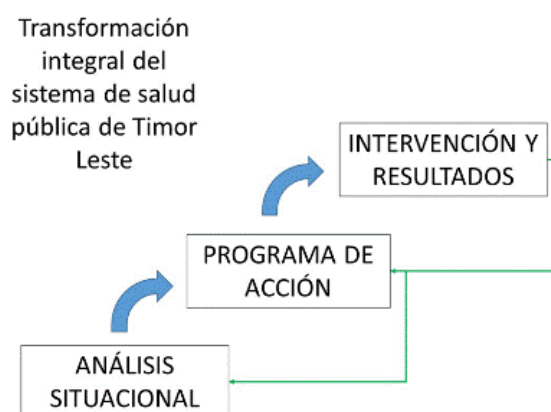 Transformación
integral del
sistema de salud
pública de Timor
Leste
INTERVENCIÓN Y
RESULTADOS
PROGRAMA DE
ACCIÓN
ANÁLISIS
SITUACIONAL